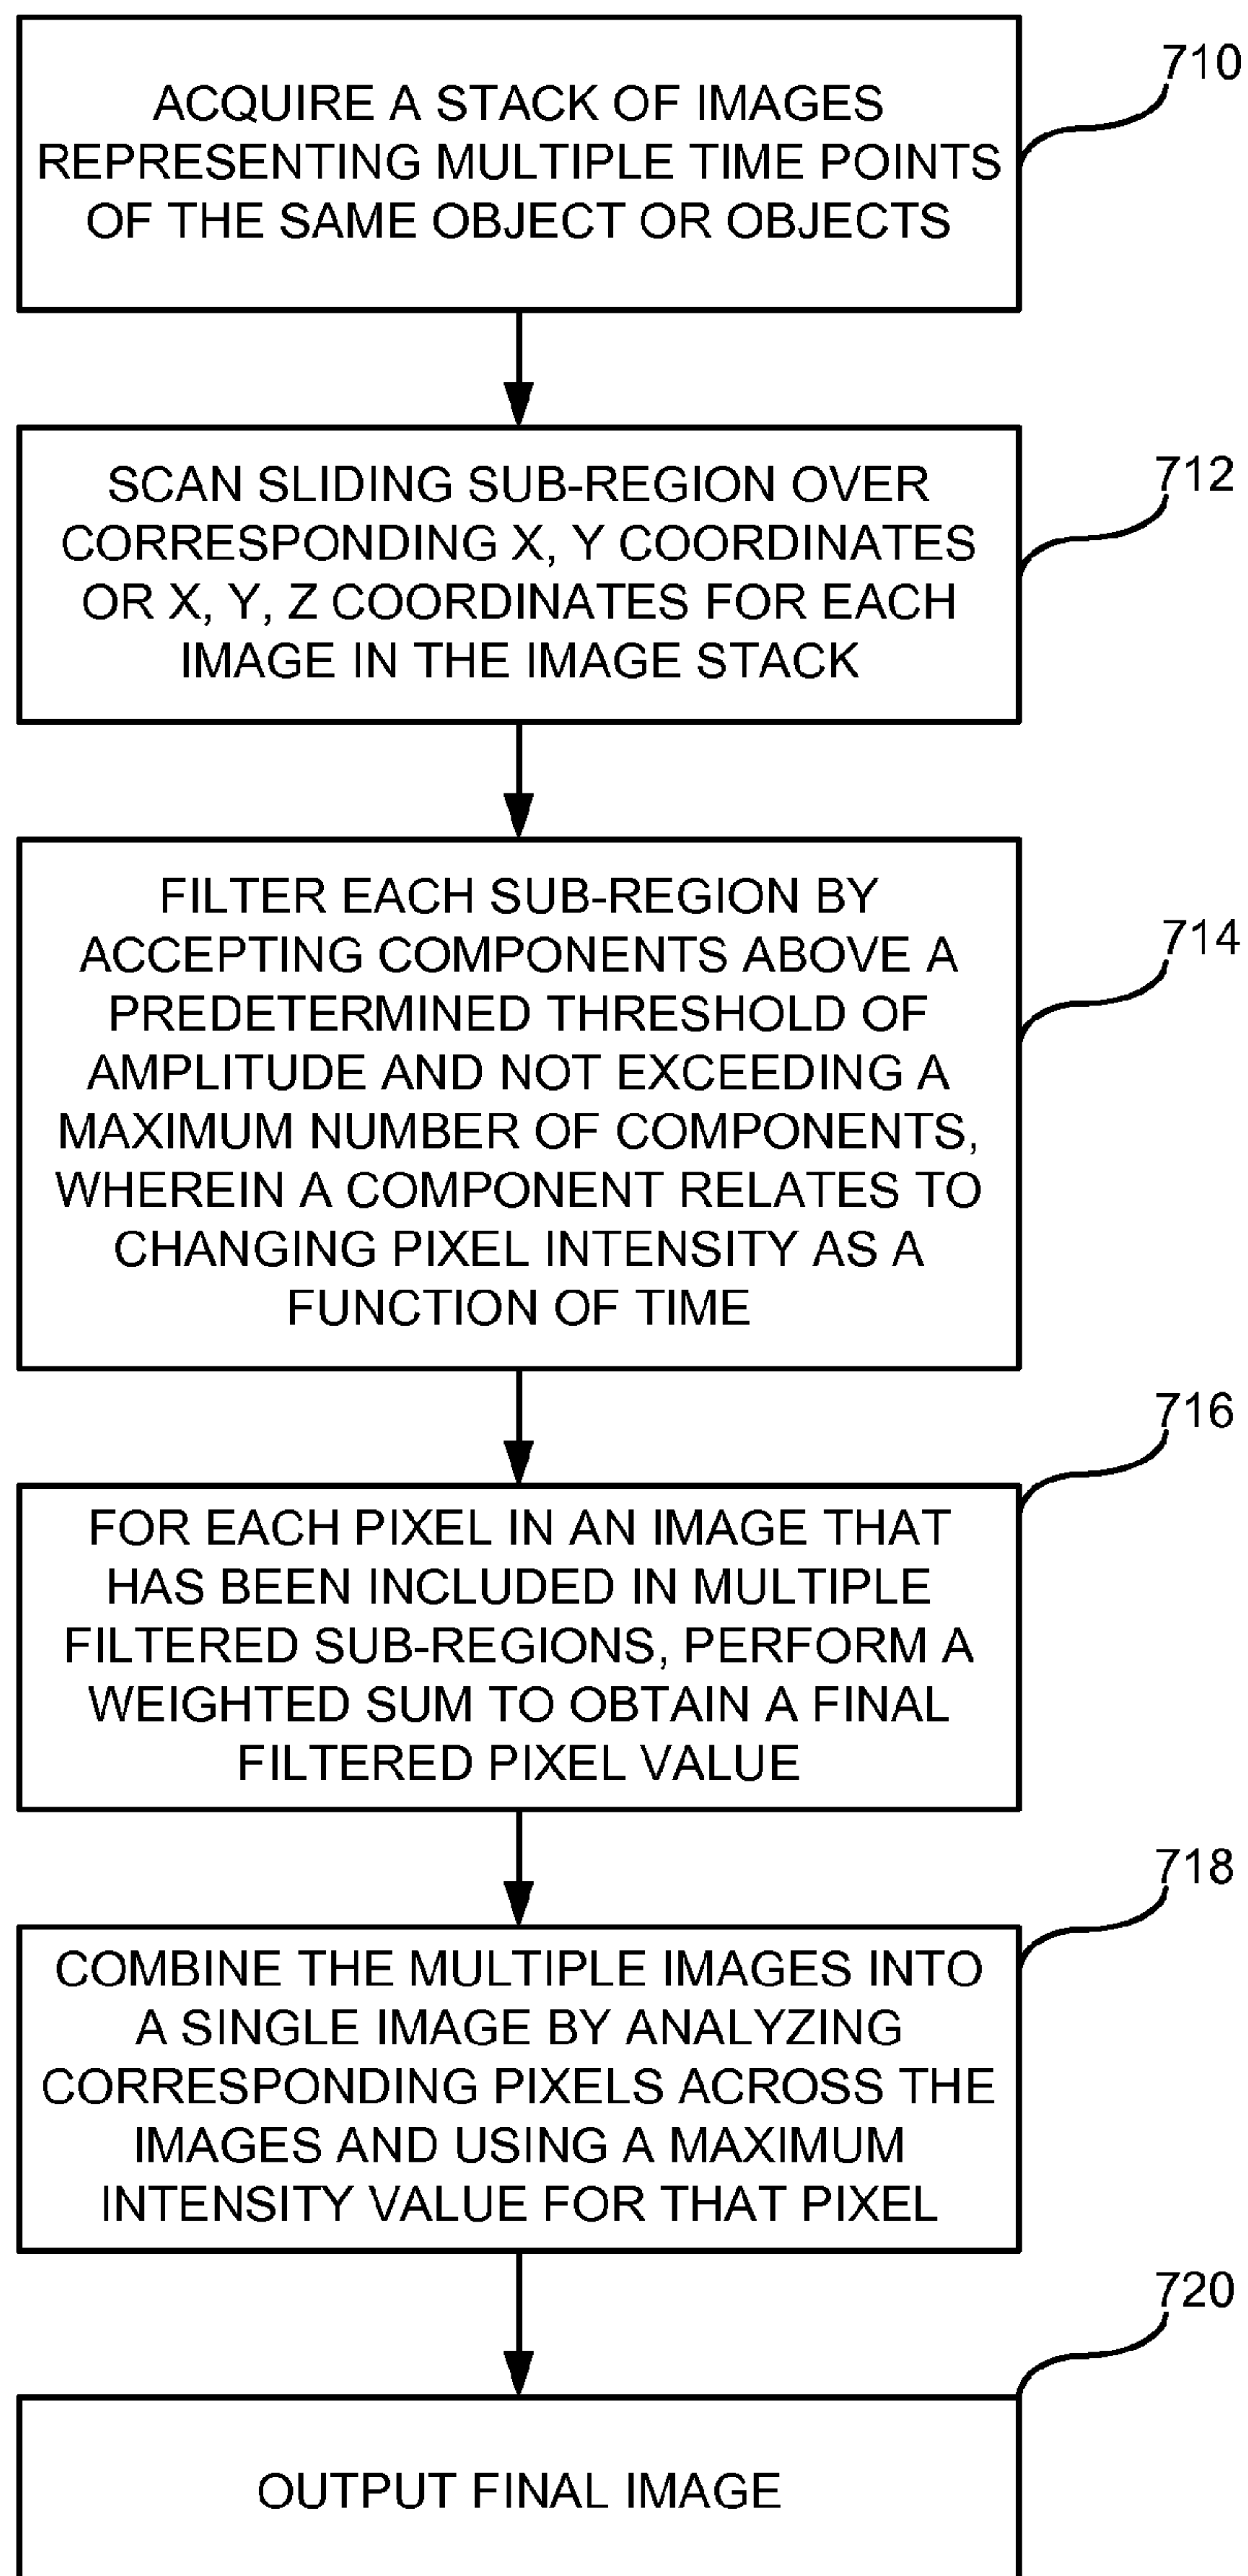 710
ACQUIRE A STACK OF IMAGES
REPRESENTING MULTIPLE TIME POINTS
OF THE SAME OBJECT OR OBJECTS
712
SCAN SLIDING SUB-REGION OVER
CORRESPONDING X, Y COORDINATES
OR X, Y, Z COORDINATES FOR EACH
IMAGE IN THE IMAGE STACK
714
FILTER EACH SUB-REGION BY
ACCEPTING COMPONENTS ABOVE A
PREDETERMINED THRESHOLD OF
AMPLITUDE AND NOT EXCEEDING A
MAXIMUM NUMBER OF COMPONENTS,
WHEREIN A COMPONENT RELATES TO
CHANGING PIXEL INTENSITY AS A
FUNCTION OF TIME
716
FOR EACH PIXEL IN AN IMAGE THAT
HAS BEEN INCLUDED IN MULTIPLE
FILTERED SUB-REGIONS, PERFORM A
WEIGHTED SUM TO OBTAIN A FINAL
FILTERED PIXEL VALUE
718
COMBINE THE MULTIPLE IMAGES INTO
A SINGLE IMAGE BY ANALYZING
CORRESPONDING PIXELS ACROSS THE
IMAGES AND USING A MAXIMUM
INTENSITY VALUE FOR THAT PIXEL
720
OUTPUT FINAL IMAGE